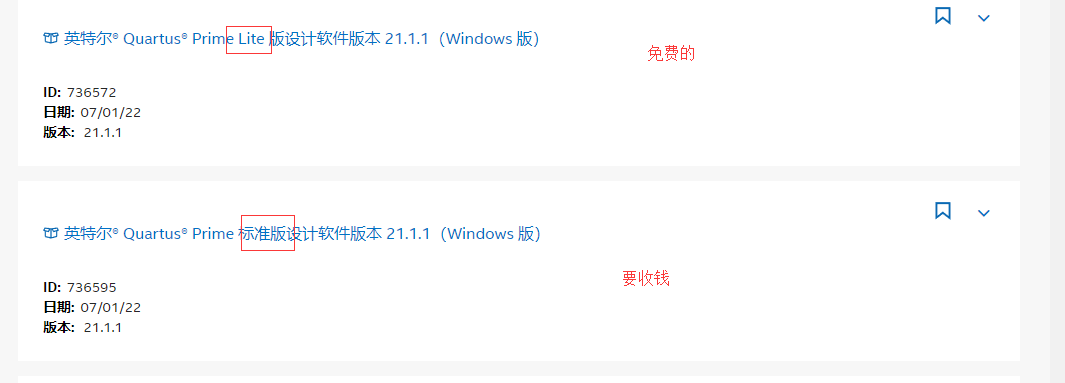 英特尔® Quartus® Prime Lite 版设计软件版本 21.1.1（Windows 版）
免费的
ID: 736572
日期: 07/01/22
版本: 21.1.1
英特尔® Quartus® Prime 标准版设计软件版本 21.1.1（Windows 版）
要收钱
ID: 736595
日期: 07/01/22
版本: 21.1.1